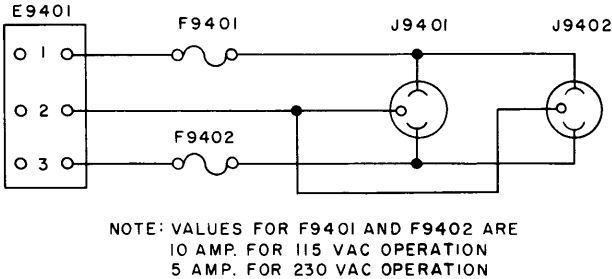 E9401
F9401
J9401
J9402
1
2
F9402
3
NOTE: VALUES FOR F9401 AND F9402 ARE
10 AMP. FOR 115 VAC OPERATION
5 AMP. FOR 230 VAC OPERATION